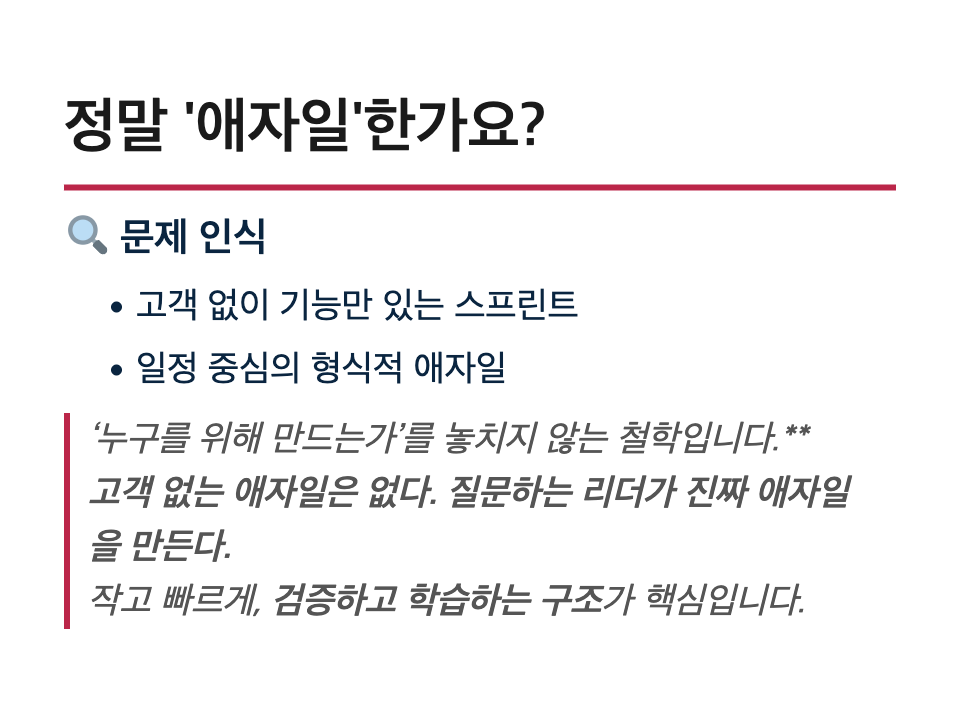 정말 '애자일'한가요?
🔍 문제 인식
• 고객 없이 기능만 있는 스프린트
• 일정 중심의 형식적 애자일
‘누구를 위해 만드는가’를 놓치지 않는 철학입니다.**
고객 없는 애자일은 없다. 질문하는 리더가 진짜 애자일
을 만든다.
작고 빠르게, 검증하고 학습하는 구조가 핵심입니다.